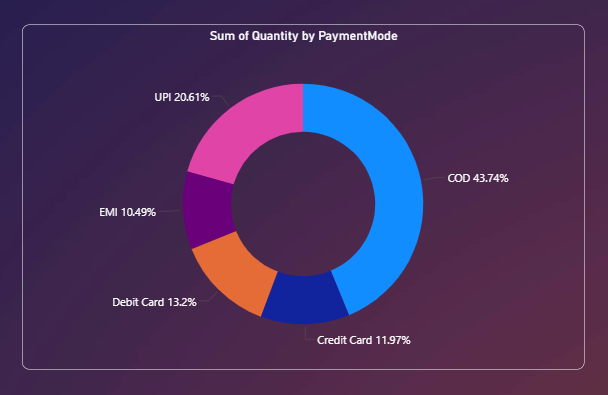 Sum of Quantity by PaymentMode
UPI 20.61%
COD 43.74%
EMI 10.49%
Debit Card 13.2%
Credit Card 11.97%